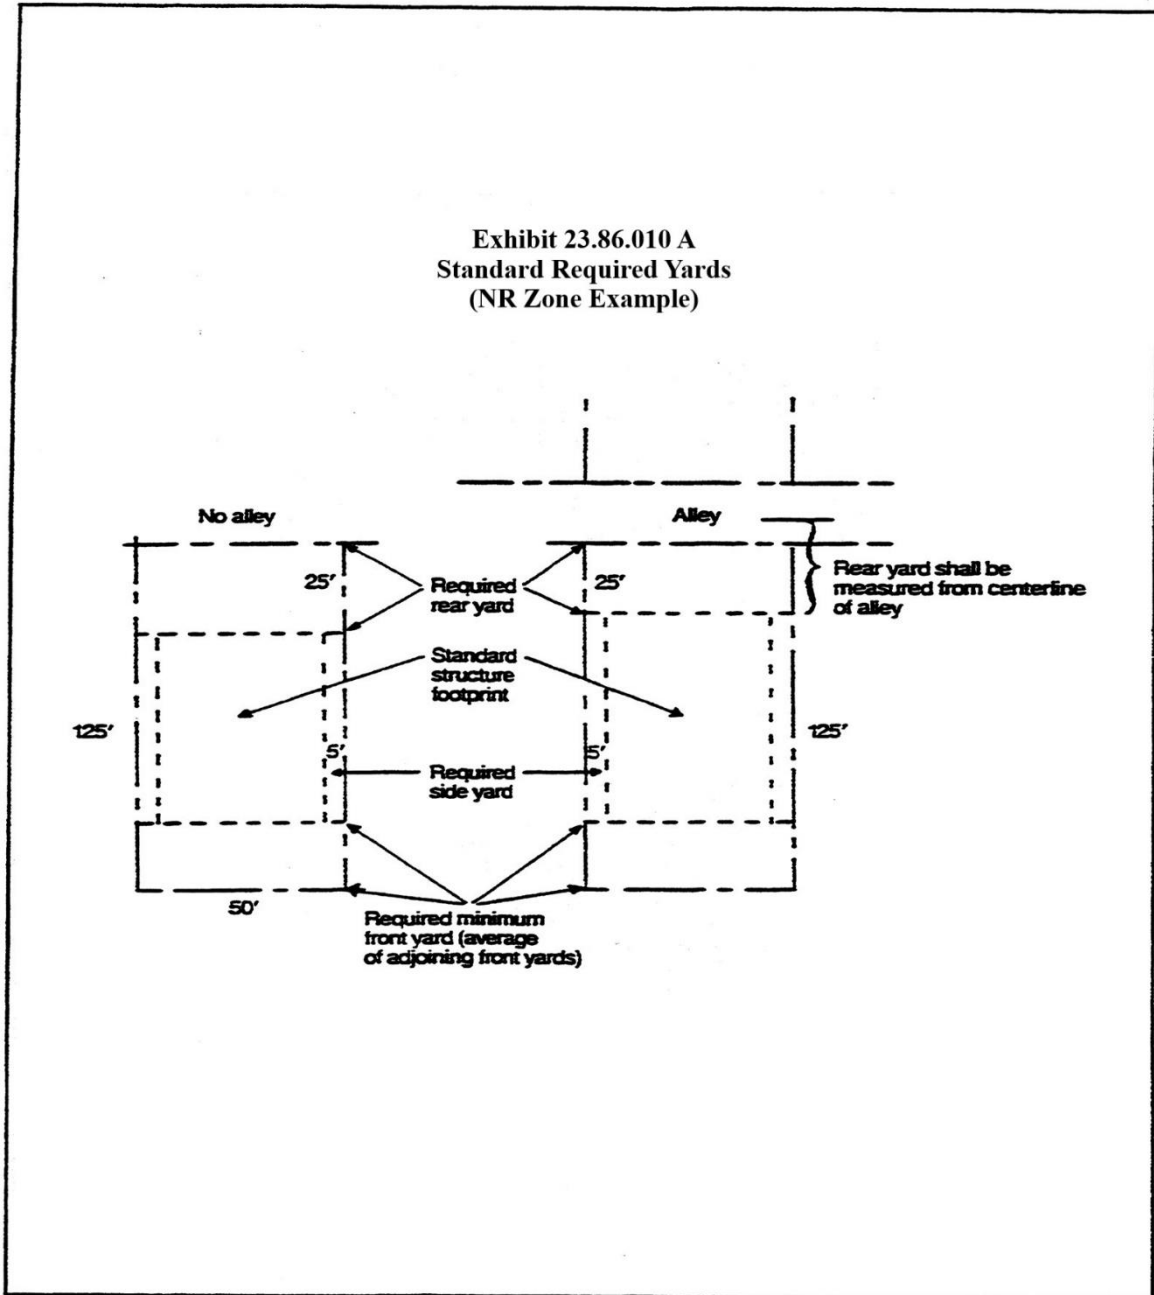 Exhibit 23.86.010 A
Standard Required Yards
(NR Zone Example)
No alley
Alley
25'
Required
rear yard
25'
Rear yard shall be
measured from centerline
of alley
Standard
structure
footprint
125'
5'
Required
side yard
5'
125'
50'
Required minimum
front yard (average
of adjoining front yards)